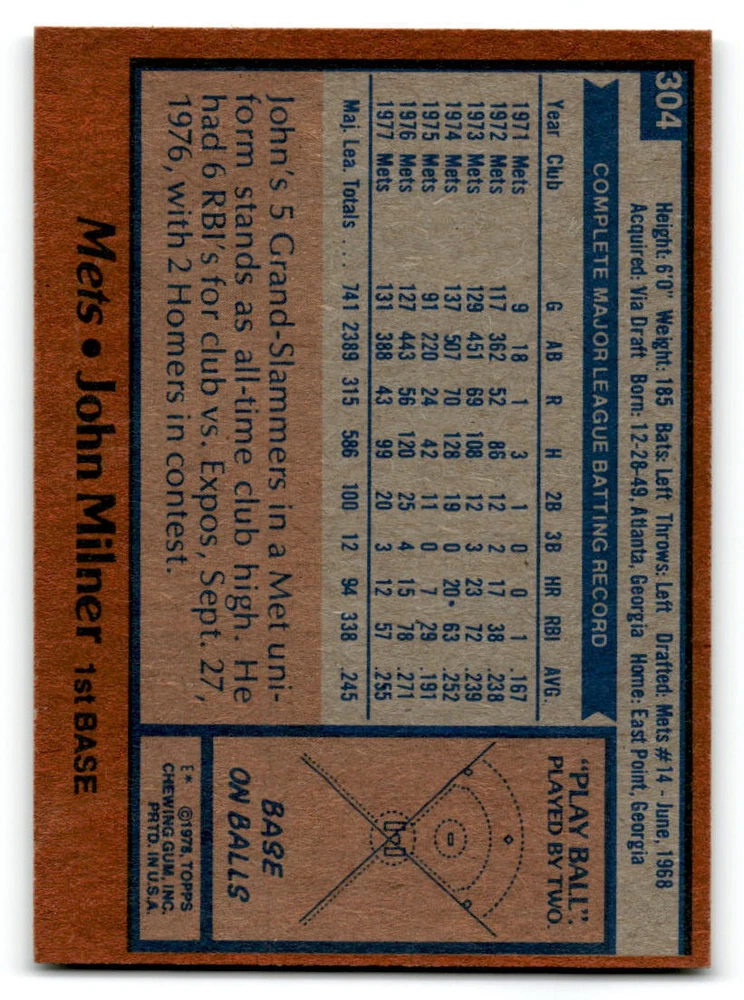 304
Height: 6'0" Weight: 185 Bats: Left Throws: Left Drafted: Mets #14 - June, 1968
Acquired: Via Draft Born: 12-28-49, Atlanta, Georgia Home: East Point, Georgia
COMPLETE MAJOR LEAGUE BATTING RECORD
Year Club G AB R H 2B 3B HR RBI AVG.
1971 Mets 9 18 1 3 1 0 0 1 .167
1972 Mets 117 362 52 86 12 2 17 38 .238
1973 Mets 129 451 69 108 12 3 23 72 .239
1974 Mets 137 507 70 128 19 0 20• 63 .252
1975 Mets 91 220 24 42 11 0 7 29 .191
1976 Mets 127 443 56 120 25 4 15 78 .271
1977 Mets 131 388 43 99 20 3 12 57 .255
Maj. Lea. Totals .... 741 2389 315 586 100 12 94 338 .245
John's 5 Grand-Slammers in a Met uni-
form stands as all-time club high. He
had 6 RBI's for club vs. Expos, Sept. 27,
1976, with 2 Homers in contest.
"PLAY BALL".
PLAYED BY TWO.
BASE
ON BALLS
E* ©1978 TOPPS
CHEWING GUM, INC.
PRTD. IN U.S.A.
Mets • John Milner 1st BASE